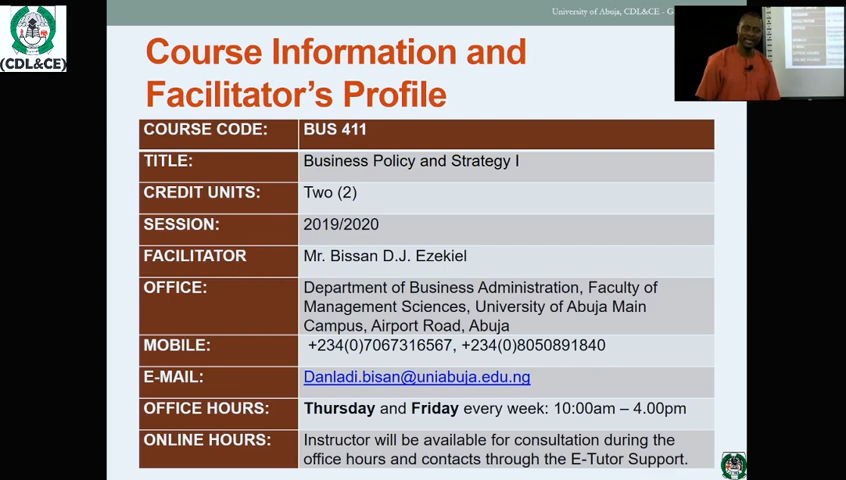 University of Abuja, CDL&CE - G
(CDL&CE)
Course Information and
Facilitator's Profile
COURSE CODE: BUS 411
TITLE: Business Policy and Strategy I
CREDIT UNITS: Two (2)
SESSION: 2019/2020
FACILITATOR Mr. Bissan D.J. Ezekiel
OFFICE: Department of Business Administration, Faculty of
Management Sciences, University of Abuja Main
Campus, Airport Road, Abuja
MOBILE: +234(0)7067316567, +234(0)8050891840
E-MAIL: Danladi.bisan@uniabuja.edu.ng
OFFICE HOURS: Thursday and Friday every week: 10:00am – 4.00pm
ONLINE HOURS: Instructor will be available for consultation during the
office hours and contacts through the E-Tutor Support.